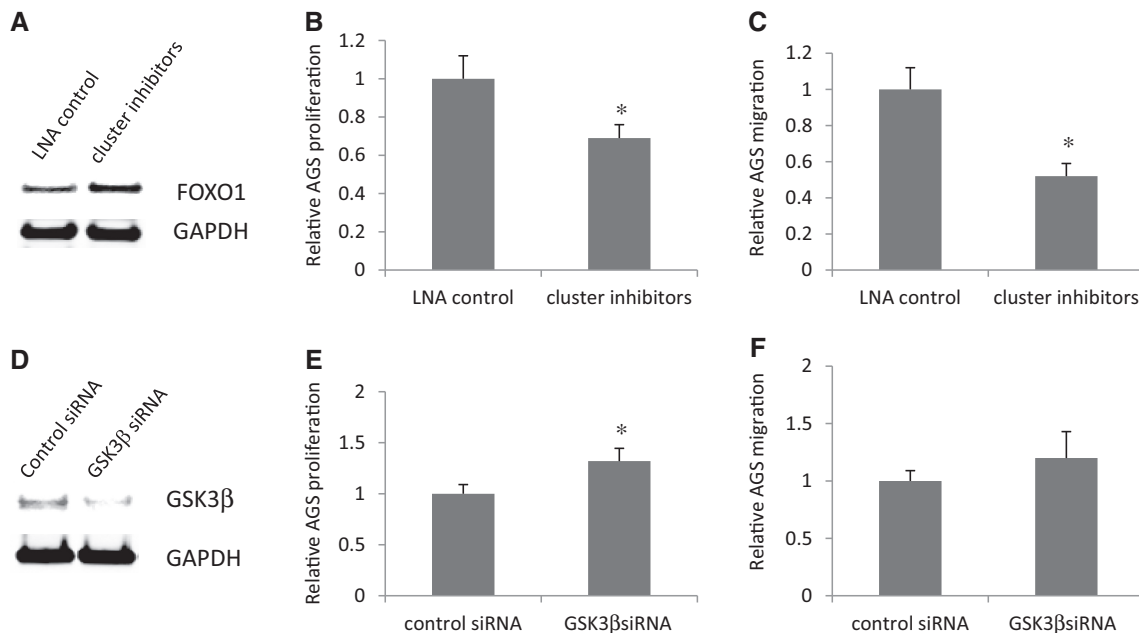 A
LNA control
cluster inhibitors
FOXO1
GAPDH
B
Relative AGS proliferation
1.2
1
0.8
0.6
0.4
0.2
0
*
LNA control
cluster inhibitors
C
Relative AGS migration
1.2
1
0.8
0.6
0.4
0.2
0
*
LNA control
cluster inhibitors
D
Control siRNA
GSK3β siRNA
GSK3β
GAPDH
E
Relative AGS proliferation
2
1.5
1
0.5
0
*
control siRNA
GSK3βsiRNA
F
Relative AGS migration
2
1.5
1
0.5
0
control siRNA
GSK3βsiRNA